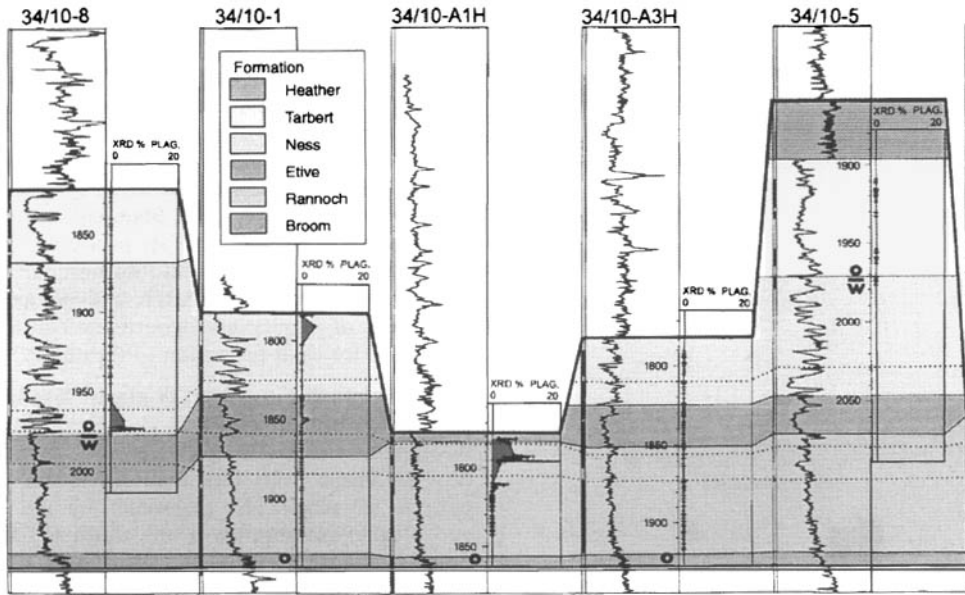 34/10-8 34/10-1 34/10-A1H 34/10-A3H 34/10-5
Formation
Heather
Tarbert
Ness
Etive
Rannoch
Broom
XRD % PLAG.
0 20
1850
1900
1950
O
W
2000
XRD % PLAG.
0 20
1800
1850
1900
O
XRD % PLAG.
0 20
1800
1850
O
XRD % PLAG.
0 20
1800
1850
1900
O
XRD % PLAG.
0 20
1900
1950
O
W
2000
2050